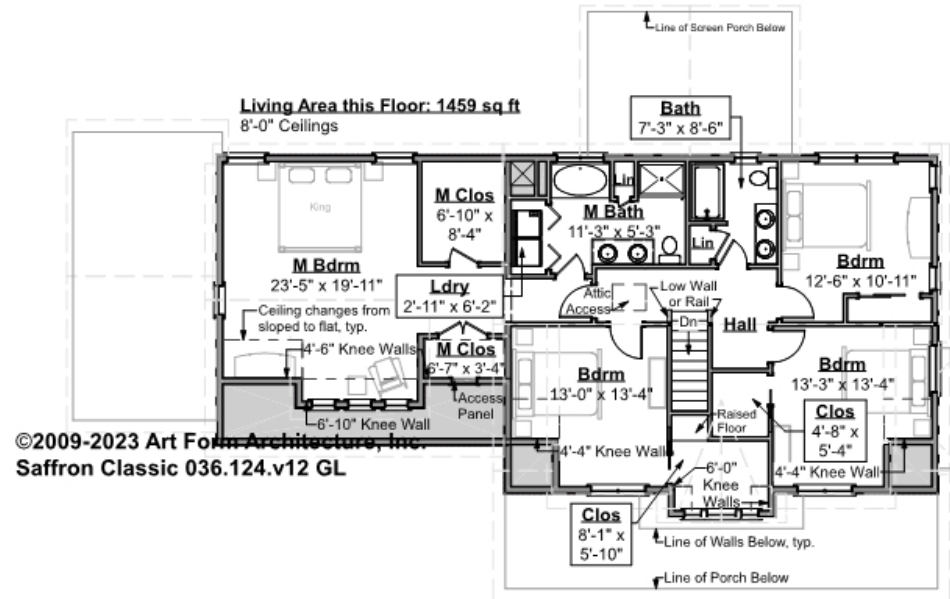 Line of Screen Porch Below
Living Area this Floor: 1459 sq ft
8'-0" Ceilings
Bath
7'-3" x 8'-6"
King
M Clos
6'-10" x
8'-4"
Lin
M Bath
11'-3" x 5'-3"
Lin
M Bdrm
23'-5" x 19'-11"
Ldry
2'-11" x 6'-2"
Bdrm
12'-6" x 10'-11"
Attic
Access
Low Wall
or Rail
Dn
Hall
Ceiling changes from
sloped to flat, typ.
4'-6" Knee Walls
M Clos
6'-7" x 3'-4"
Bdrm
13'-0" x 13'-4"
Bdrm
13'-3" x 13'-4"
Access
Panel
6'-10" Knee Wall
Raised
Floor
Clos
4'-8" x
5'-4"
©2009-2023 Art Form Architecture, Inc.
Saffron Classic 036.124.v12 GL
4'-4" Knee Wall
6'-0"
Knee
Walls
4'-4" Knee Wall
Clos
8'-1" x
5'-10"
Line of Walls Below, typ.
Line of Porch Below